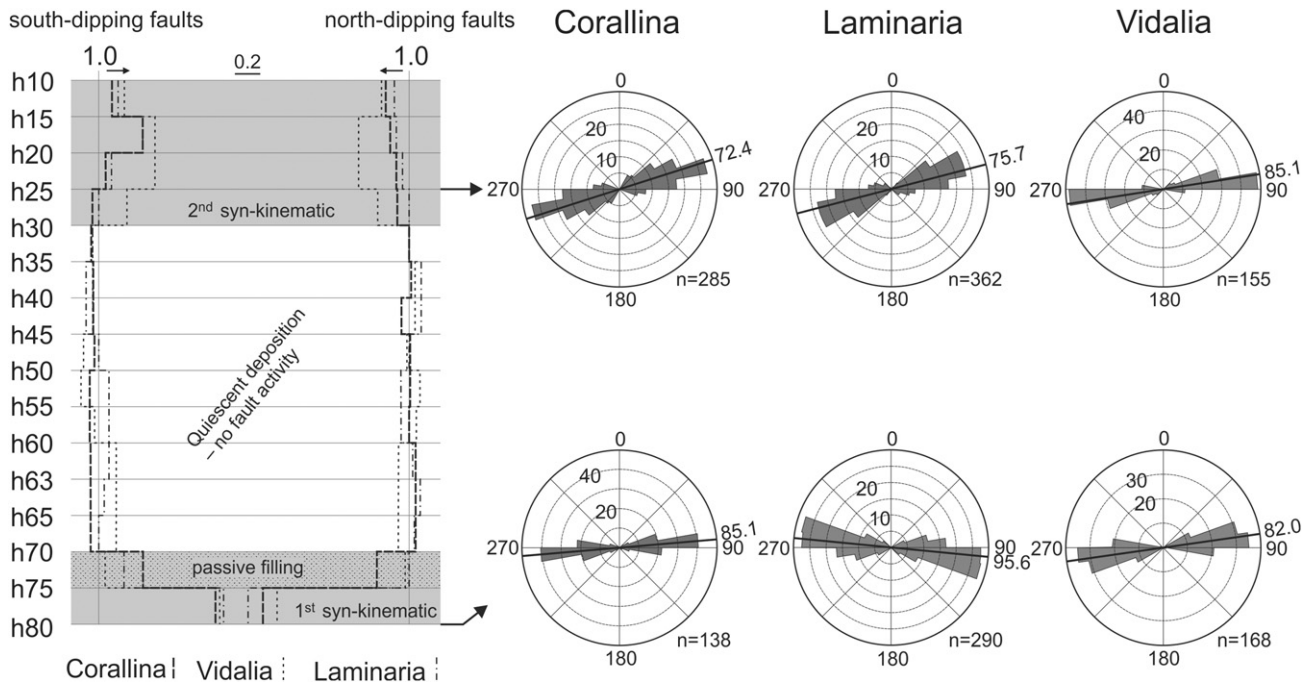 south-dipping faults
north-dipping faults
1.0
0.2
1.0
h10
h15
h20
h25
h30
h35
h40
h45
h50
h55
h60
h63
h65
h70
h75
h80
2nd syn-kinematic
Quiescent deposition
– no fault activity
passive filling
1st syn-kinematic
Corallina
Vidalia
Laminaria
Corallina
Laminaria
Vidalia
0
20
10
72.4
270
90
180
n=285
0
20
10
75.7
270
90
180
n=362
0
40
20
85.1
270
90
180
n=155
0
40
20
85.1
270
90
180
n=138
0
20
10
270
90
95.6
180
n=290
0
30
20
82.0
270
90
180
n=168